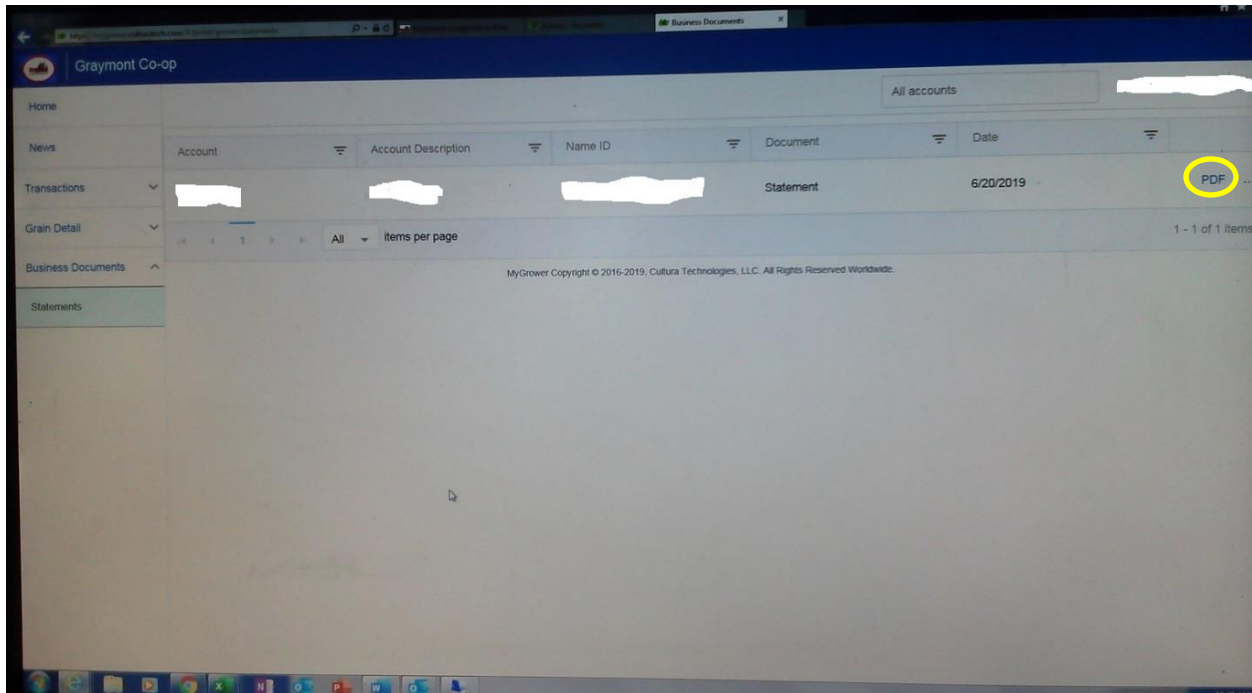 Business Documents
Graymont Co-op
All accounts
Home
News
Transactions
Grain Detail
Business Documents
Statements
Account
Account Description
Name ID
Document
Date
Statement
6/20/2019
PDF
...
1
All
items per page
1 - 1 of 1 items
MyGrower Copyright © 2016-2019, Cultura Technologies, LLC. All Rights Reserved Worldwide.